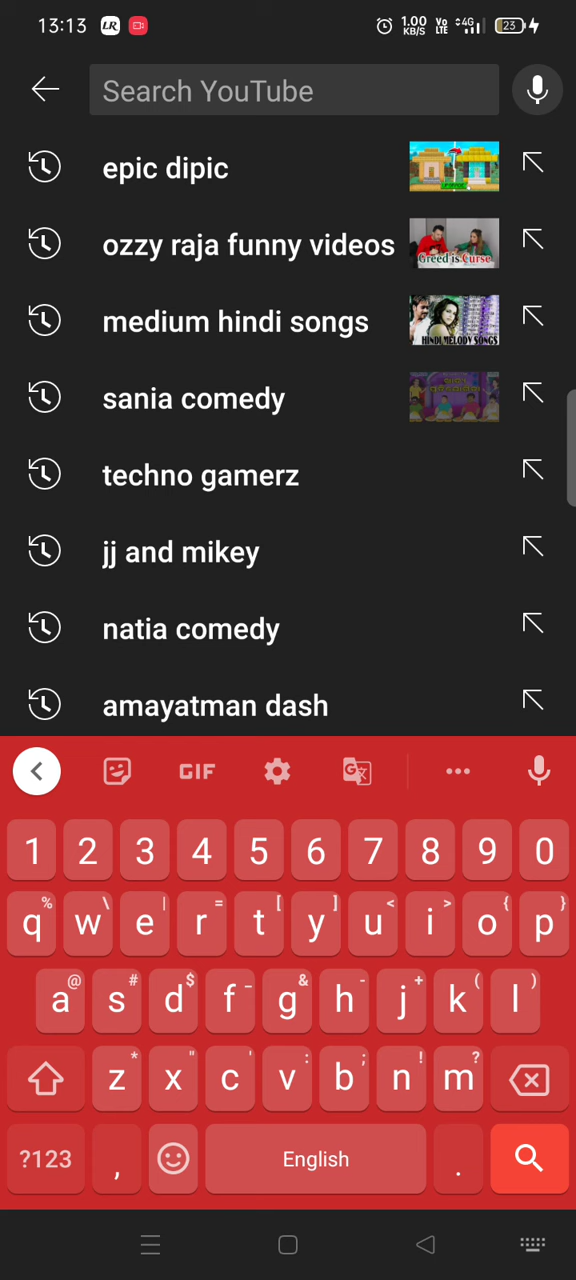 13:13 LR 1.00 KB/S Vo LTE 4G 23
Search YouTube
epic dipic
ozzy raja funny videos
Greed is Curse
medium hindi songs
HINDI MELODY SONGS
sania comedy
techno gamerz
jj and mikey
natia comedy
amayatman dash
GIF
1 2 3 4 5 6 7 8 9 0
% \ | = [ ] < > { }
q w e r t y u i o p
@ # $ _ & - + ( )
a s d f g h j k l
* " ' : ; ! ?
z x c v b n m
?123 , English .